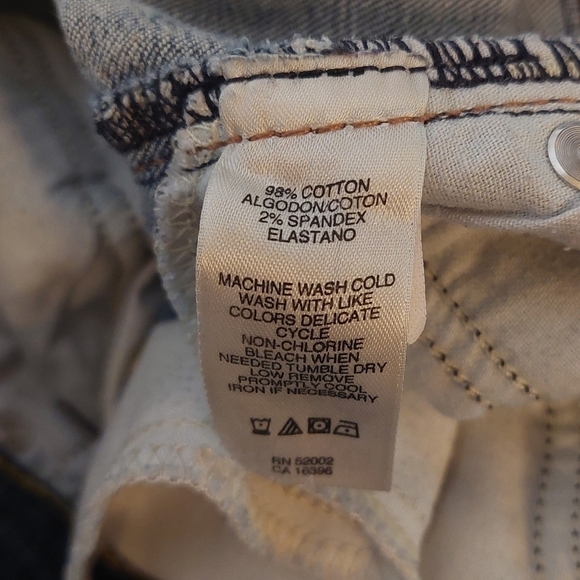 98% COTTON
ALGODON/COTON
2% SPANDEX
ELASTANO
MACHINE WASH COLD
WASH WITH LIKE
COLORS DELICATE
CYCLE
NON-CHLORINE
BLEACH WHEN
NEEDED TUMBLE DRY
LOW REMOVE
PROMPTLY COOL
IRON IF NECESSARY
RN 52002
CA 16396